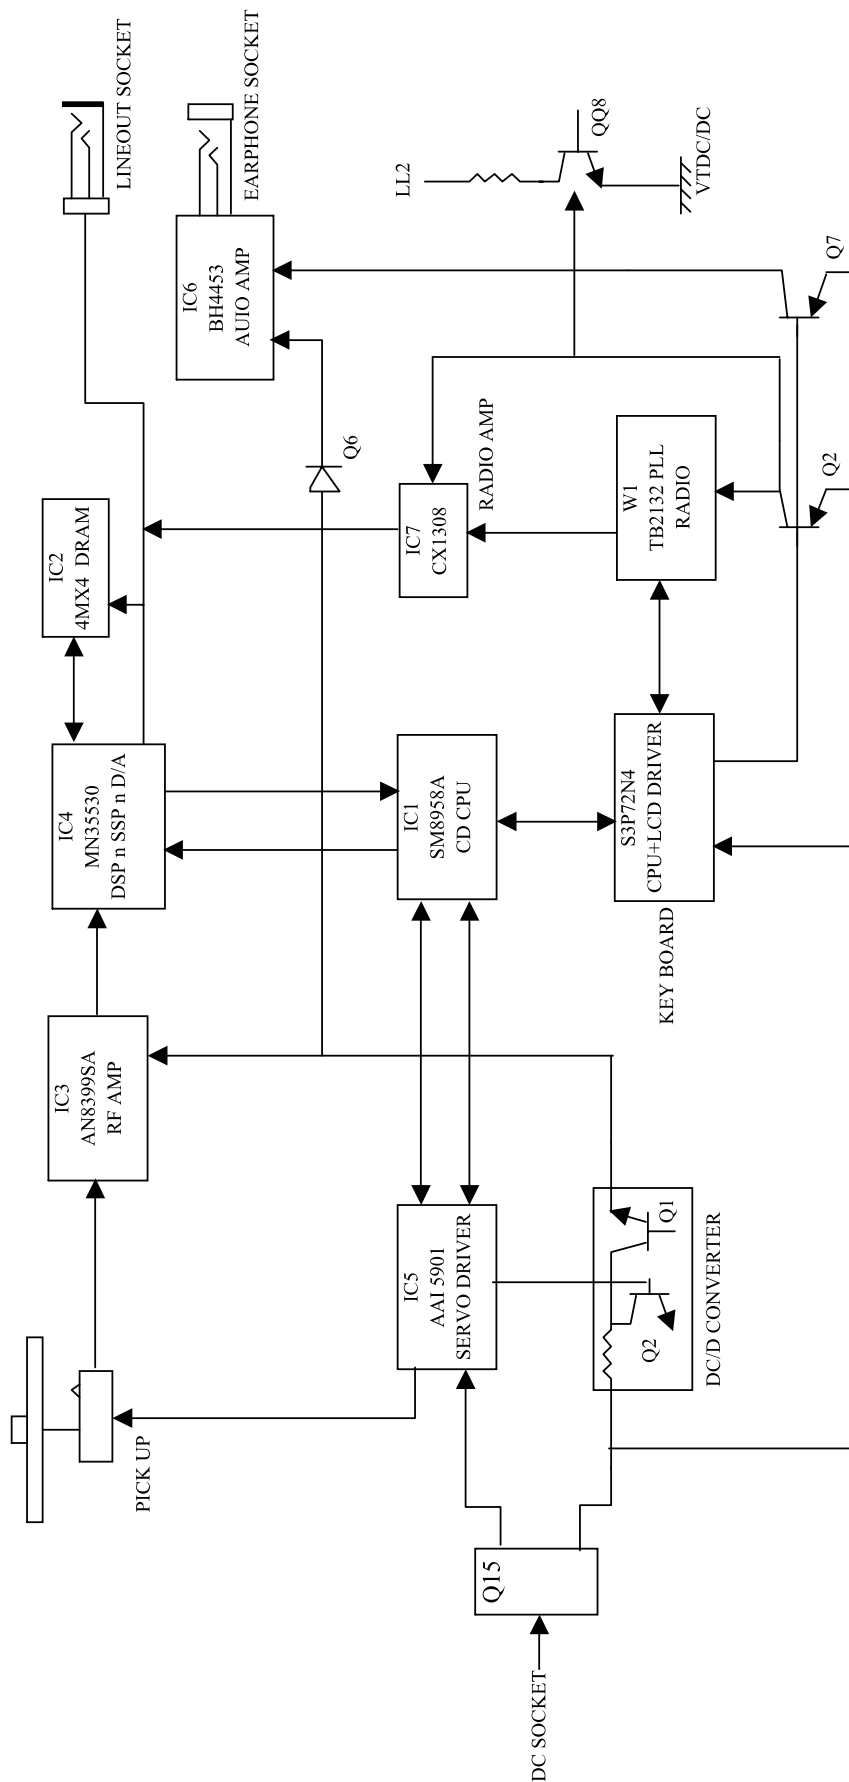 LINEOUT SOCKET
EARPHONE SOCKET
IC6
BH4453
AUIO AMP
LL2
QQ8
VTDC/DC
Q7
Q6
IC2
4MX4 DRAM
IC7
CX1308
RADIO AMP
W1
TB2132 PLL
RADIO
Q2
IC4
MN35530
DSP n SSP n D/A
IC1
SM8958A
CD CPU
S3P72N4
CPU+LCD DRIVER
KEY BOARD
IC3
AN8399SA
RF AMP
IC5
AAI 5901
SERVO DRIVER
Q1
Q2
DC/D CONVERTER
PICK UP
Q15
DC SOCKET